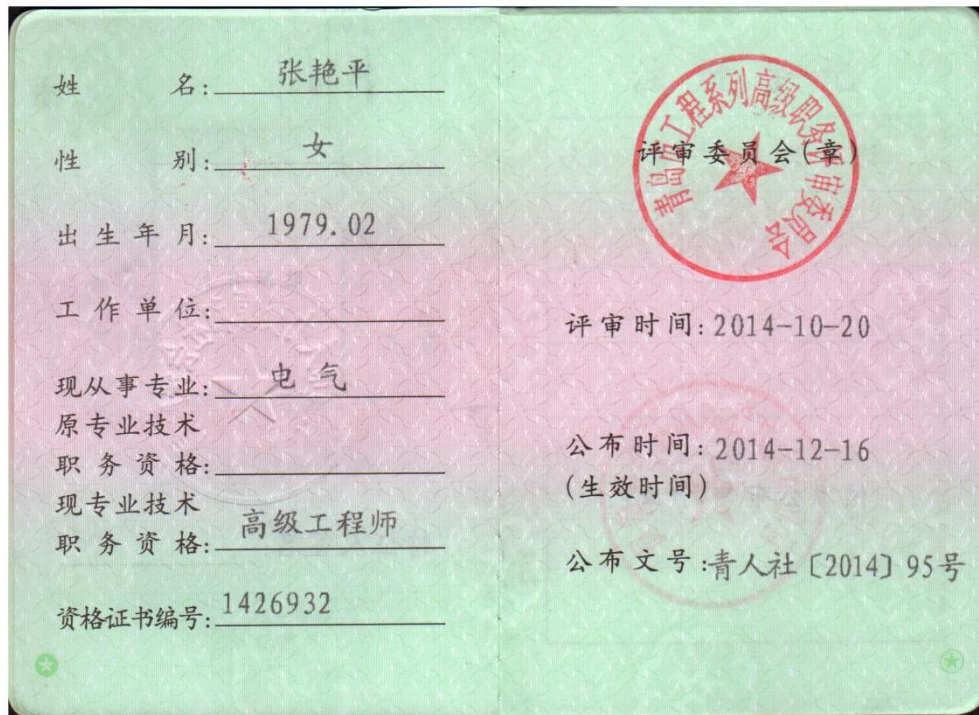 姓 名:张艳平
性 别:女
出生年月:1979.02
工作单位:
现从事专业:电气
原专业技术
职务资格:
现专业技术
职务资格:高级工程师
资格证书编号:1426932
青岛市工程系列高级职务评审委员会
评审委员会(章)
评审时间:2014-10-20
公布时间:2014-12-16
(生效时间)
公布文号:青人社〔2014〕95号